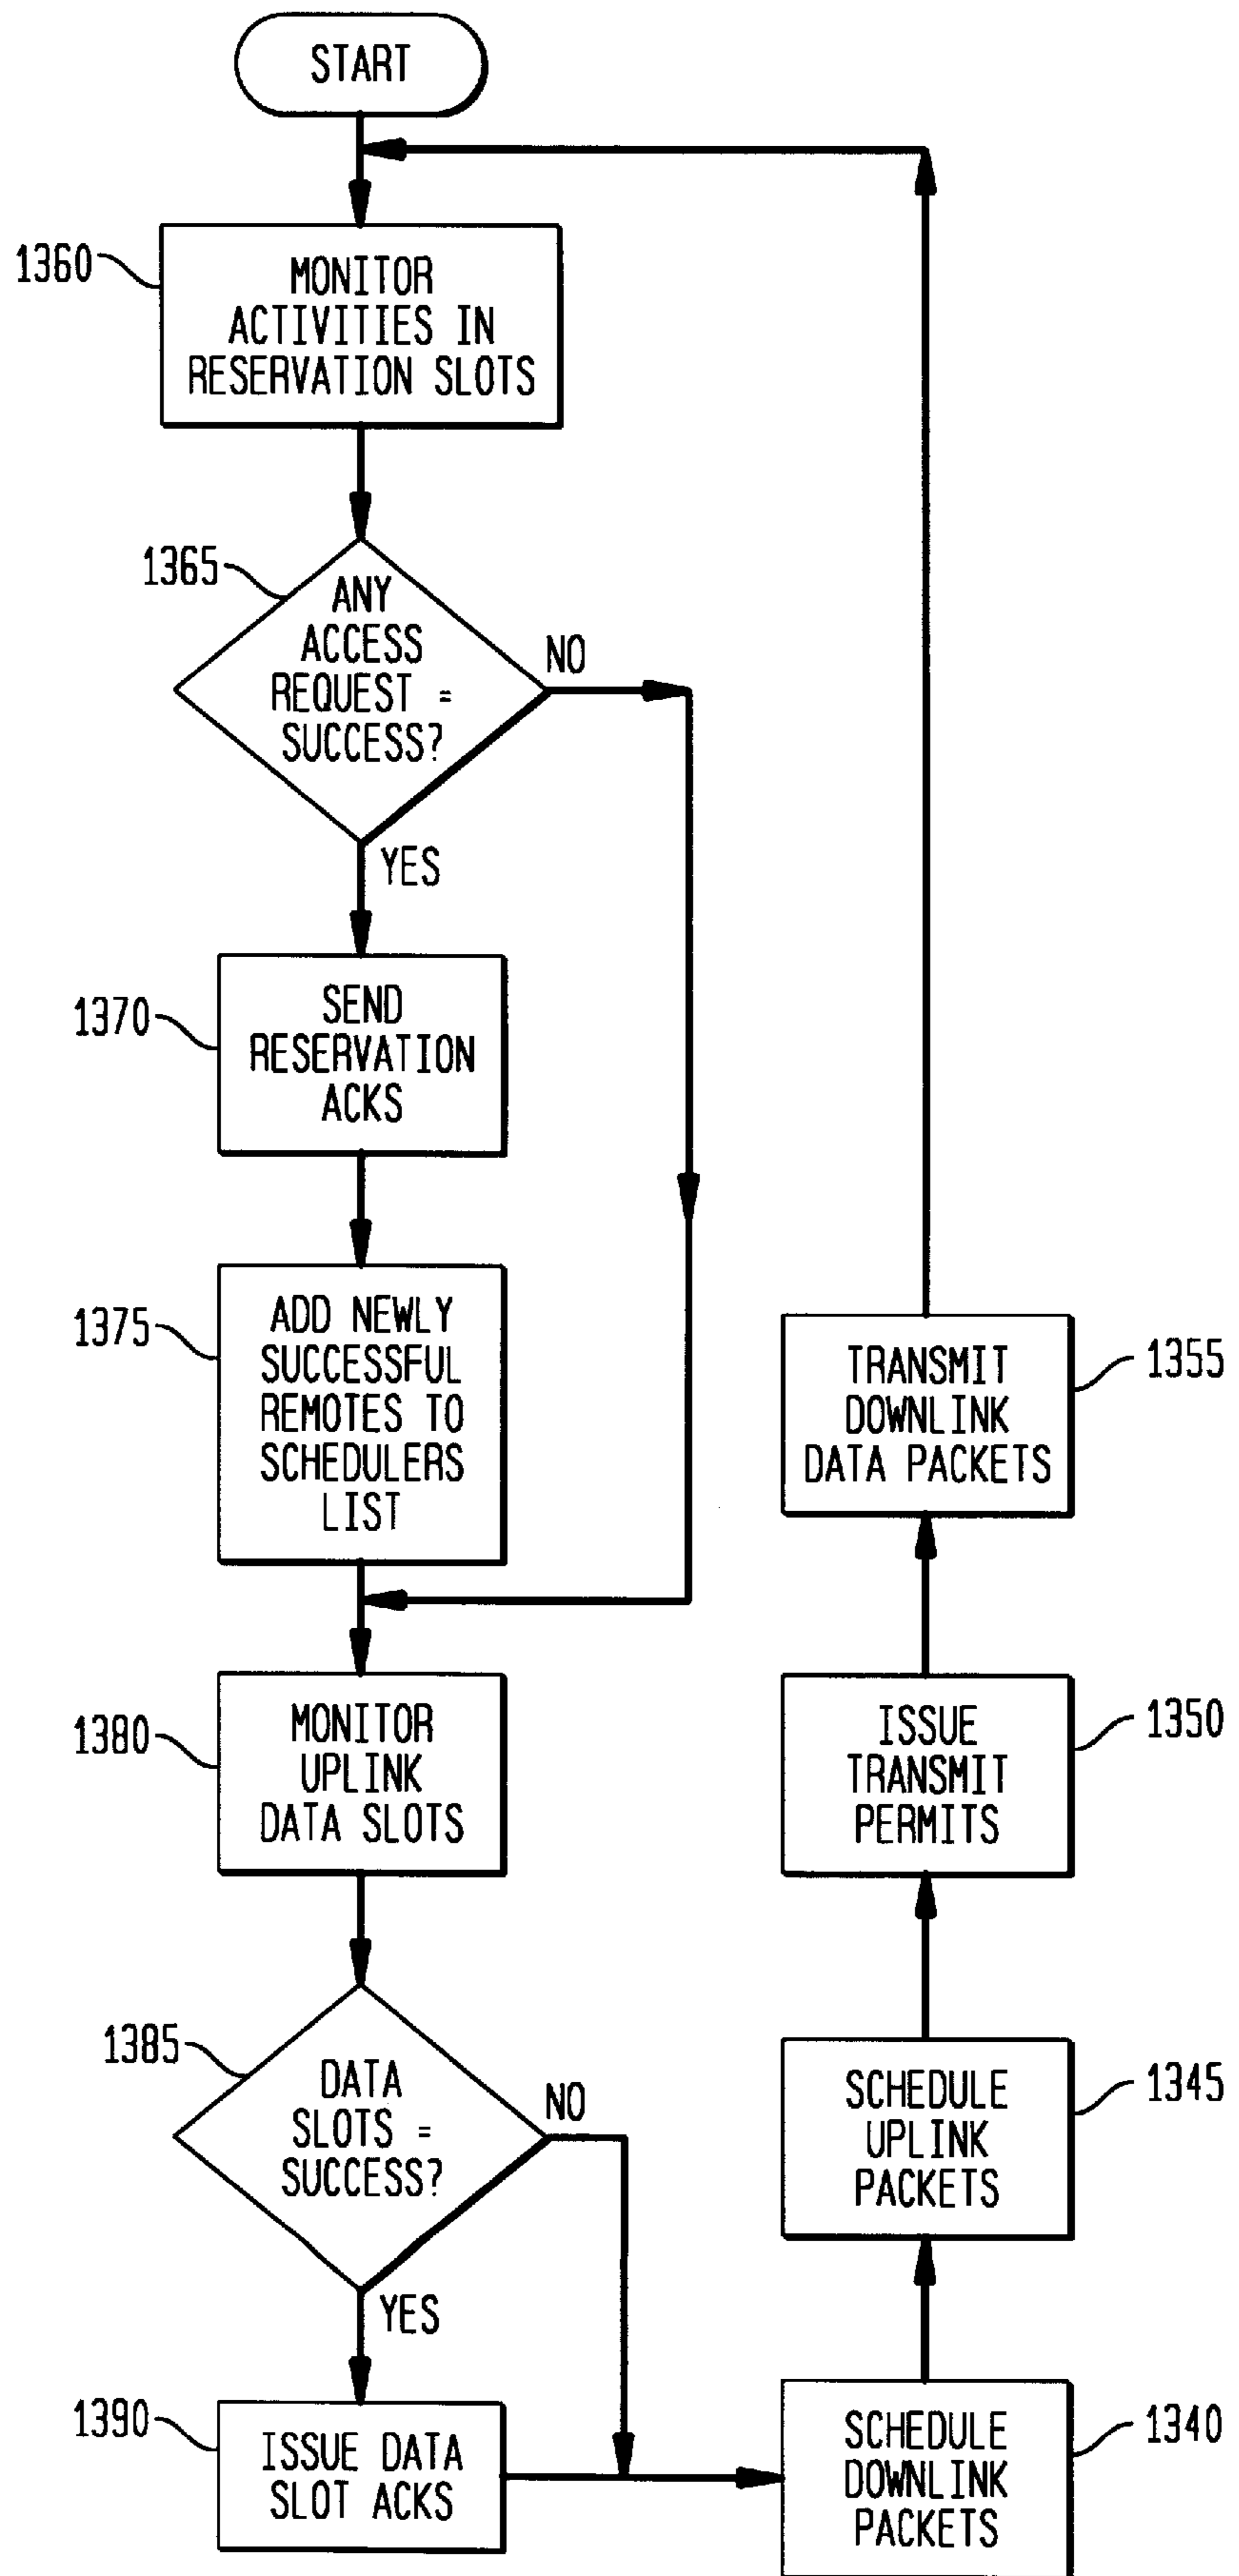 START
1360
MONITOR
ACTIVITIES IN
RESERVATION SLOTS
1365
ANY
ACCESS
REQUEST =
SUCCESS?
NO
YES
1370
SEND
RESERVATION
ACKS
1375
ADD NEWLY
SUCCESSFUL
REMOTES TO
SCHEDULERS
LIST
1380
MONITOR
UPLINK
DATA SLOTS
1385
DATA
SLOTS =
SUCCESS?
NO
YES
1390
ISSUE DATA
SLOT ACKS
1340
SCHEDULE
DOWNLINK
PACKETS
1345
SCHEDULE
UPLINK
PACKETS
1350
ISSUE
TRANSMIT
PERMITS
1355
TRANSMIT
DOWNLINK
DATA PACKETS